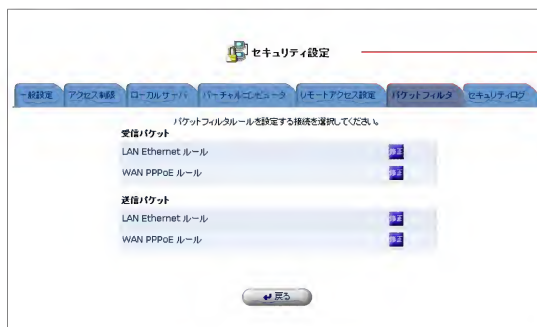 セキュリティ設定
一般設定 アクセス制限 ローカルサーバ バーチャルコンピュータ リモートアクセス設定 パケットフィルタ セキュリティログ
パケットフィルタルールを設定する接続を選択してください。
受信パケット
LAN Ethernet ルール 修正
WAN PPPoE ルール 修正
送信パケット
LAN Ethernet ルール 修正
WAN PPPoE ルール 修正
戻る